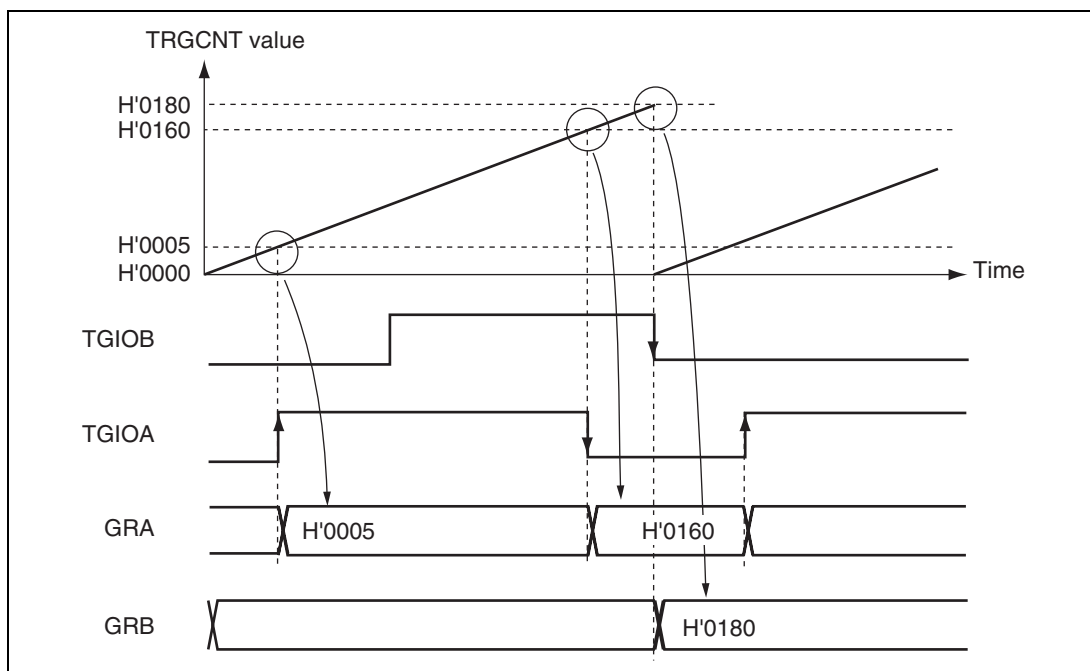 TRGCNT value
H'0180
H'0160
H'0005
H'0000
Time
TGIOB
TGIOA
GRA
H'0005
H'0160
GRB
H'0180